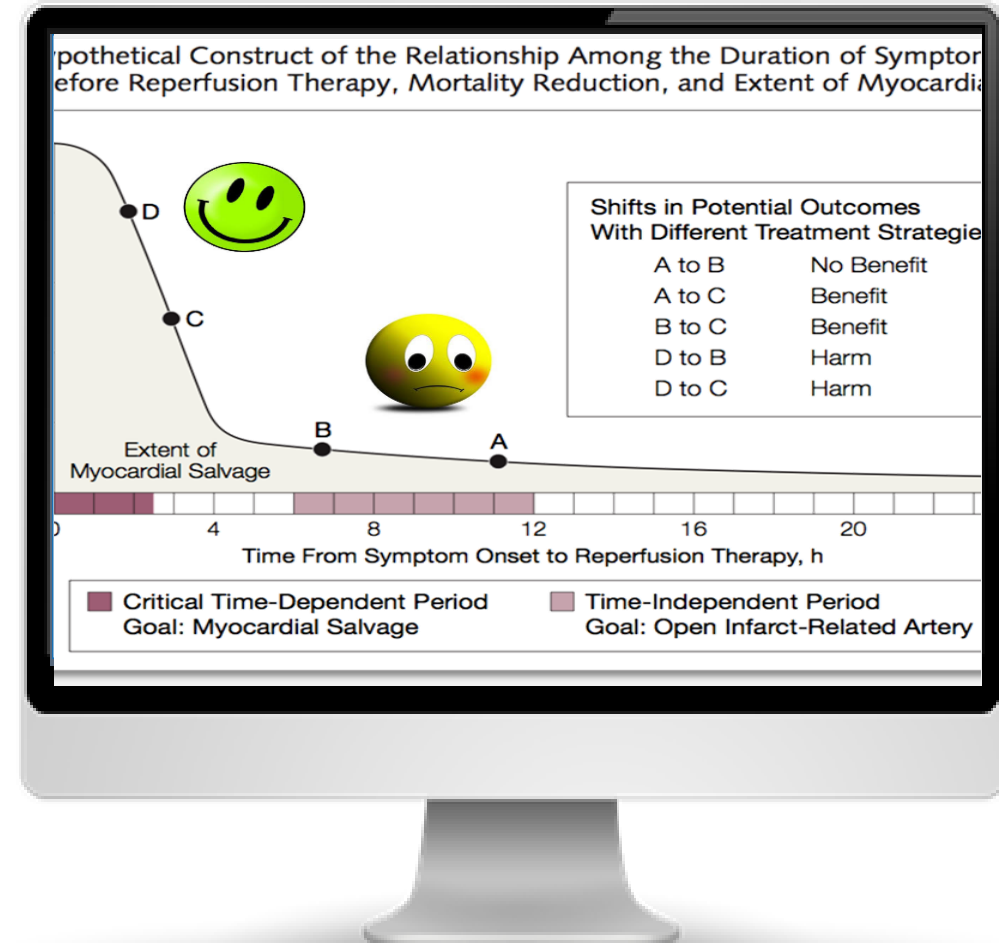 ypothetical Construct of the Relationship Among the Duration of Symptor
efore Reperfusion Therapy, Mortality Reduction, and Extent of Myocardia
D
C
B
A
Extent of
Myocardial Salvage
Shifts in Potential Outcomes
With Different Treatment Strategie
A to B No Benefit
A to C Benefit
B to C Benefit
D to B Harm
D to C Harm
0 4 8 12 16 20
Time From Symptom Onset to Reperfusion Therapy, h
Critical Time-Dependent Period
Goal: Myocardial Salvage
Time-Independent Period
Goal: Open Infarct-Related Artery